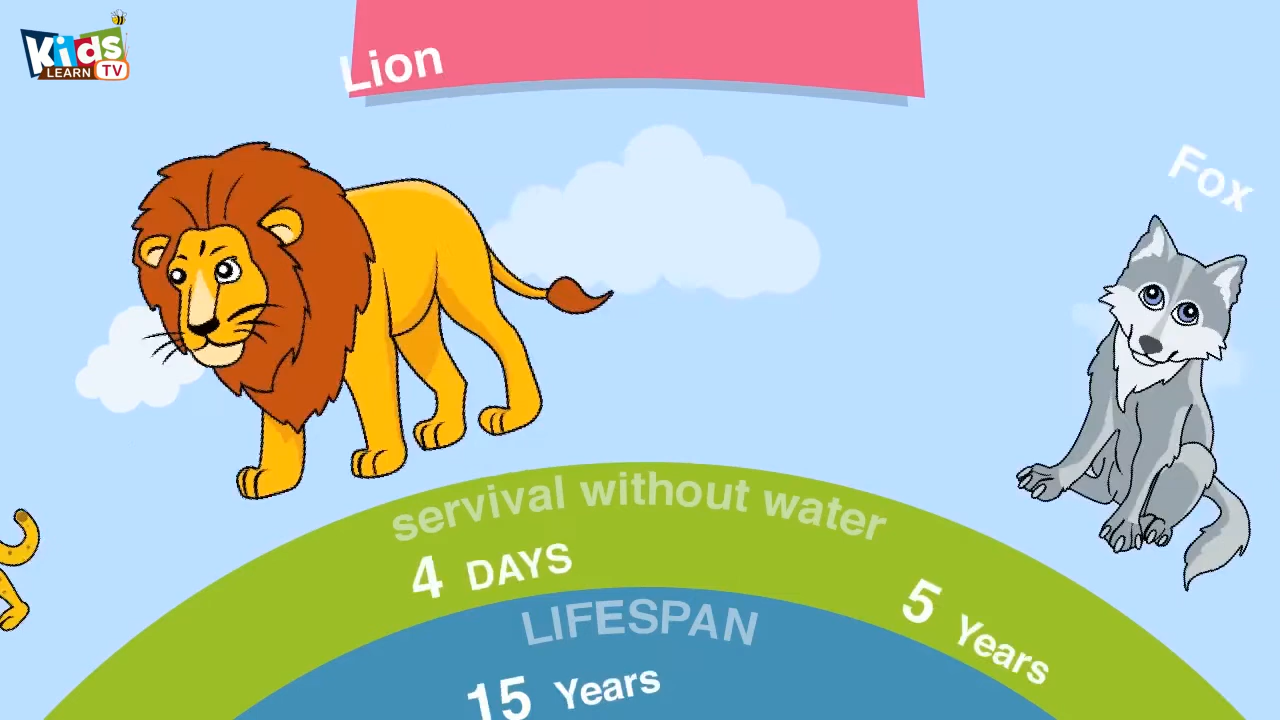 Kids
LEARN TV
Lion
Fox
servival without water
4 DAYS
5 Years
LIFESPAN
15 Years